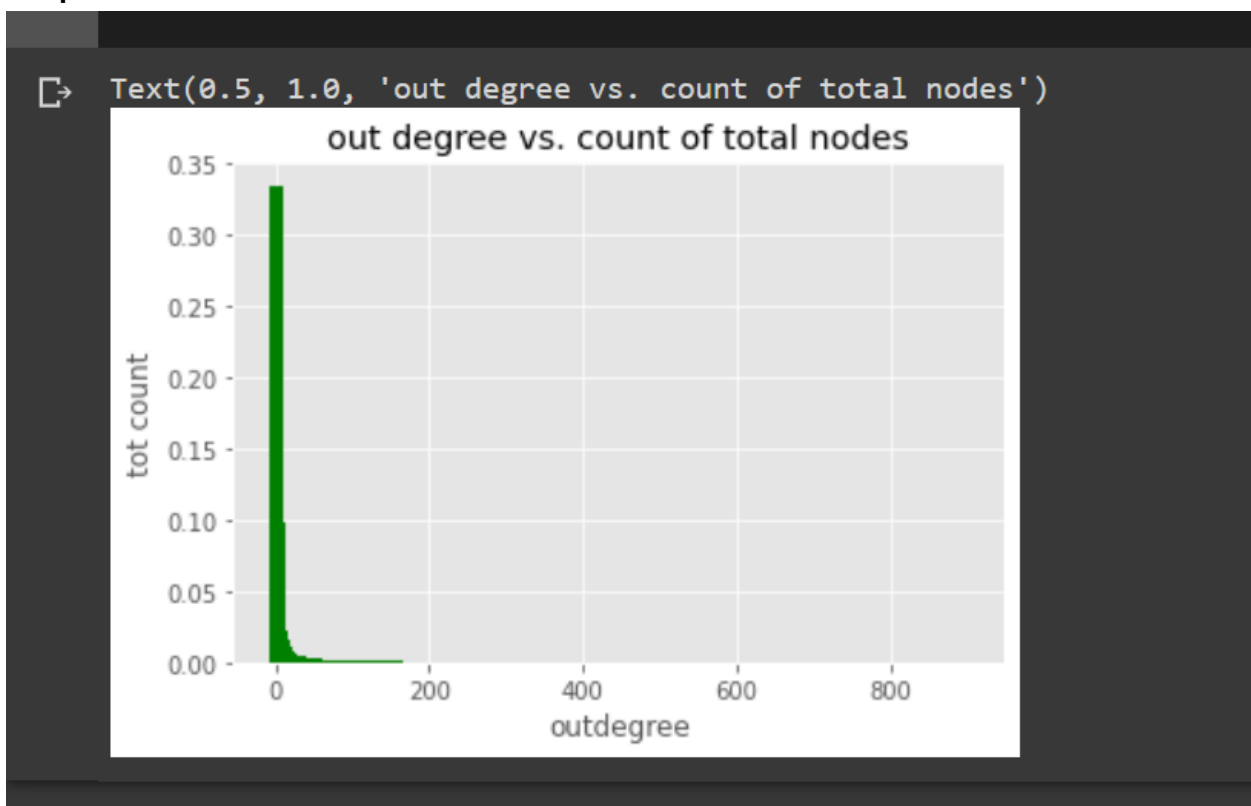 Text(0.5, 1.0, 'out degree vs. count of total nodes')
out degree vs. count of total nodes
0.35
0.30
0.25
0.20
0.15
0.10
0.05
0.00
tot count
0 200 400 600 800
outdegree